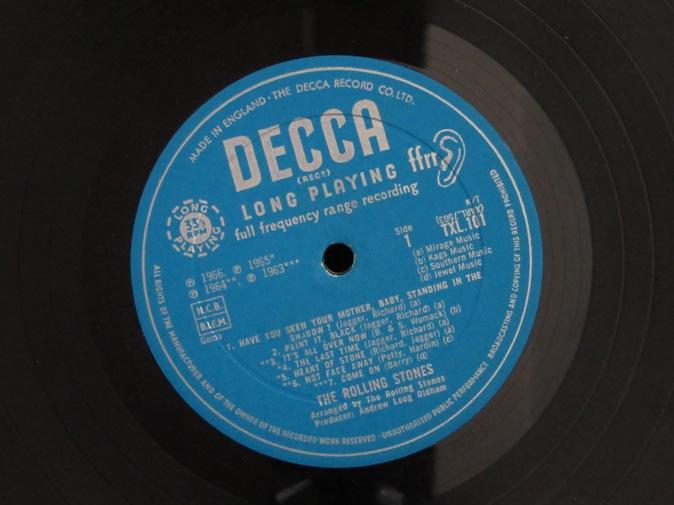 MADE IN ENGLAND · THE DECCA RECORD CO. LTD.
DECCA
(REGD)
ffrr
LONG PLAYING
full frequency range recording
LONG
33⅓
RPM
PLAYING
Side
1
(XARL.7503)
T/K
TXL.101
(a) Mirage Music
(b) Kags Music
(c) Southern Music
(d) Jewel Music
℗ 1966. ℗ 1965*
℗ 1964**. ℗ 1963***
N.C.B.
B.I.E.M.
Gema
1. HAVE YOU SEEN YOUR MOTHER, BABY, STANDING IN THE
SHADOW? (Jagger, Richard) (a)
2. PAINT IT, BLACK (Jagger, Richard) (a)
**3. IT'S ALL OVER NOW (B. & S. Womack) (b)
*4. THE LAST TIME (Jagger, Richard) (a)
*5. HEART OF STONE (Richard, Jagger) (a)
**6. NOT FADE AWAY (Petty, Hardin) (c)
***7. COME ON (Berry) (d)
THE ROLLING STONES
Arranged by The Rolling Stones
Producer: Andrew Loog Oldham
ALL RIGHTS OF THE MANUFACTURER AND OF THE OWNER OF THE RECORDED WORK RESERVED · UNAUTHORISED PUBLIC PERFORMANCE, BROADCASTING AND COPYING OF THIS RECORD PROHIBITED